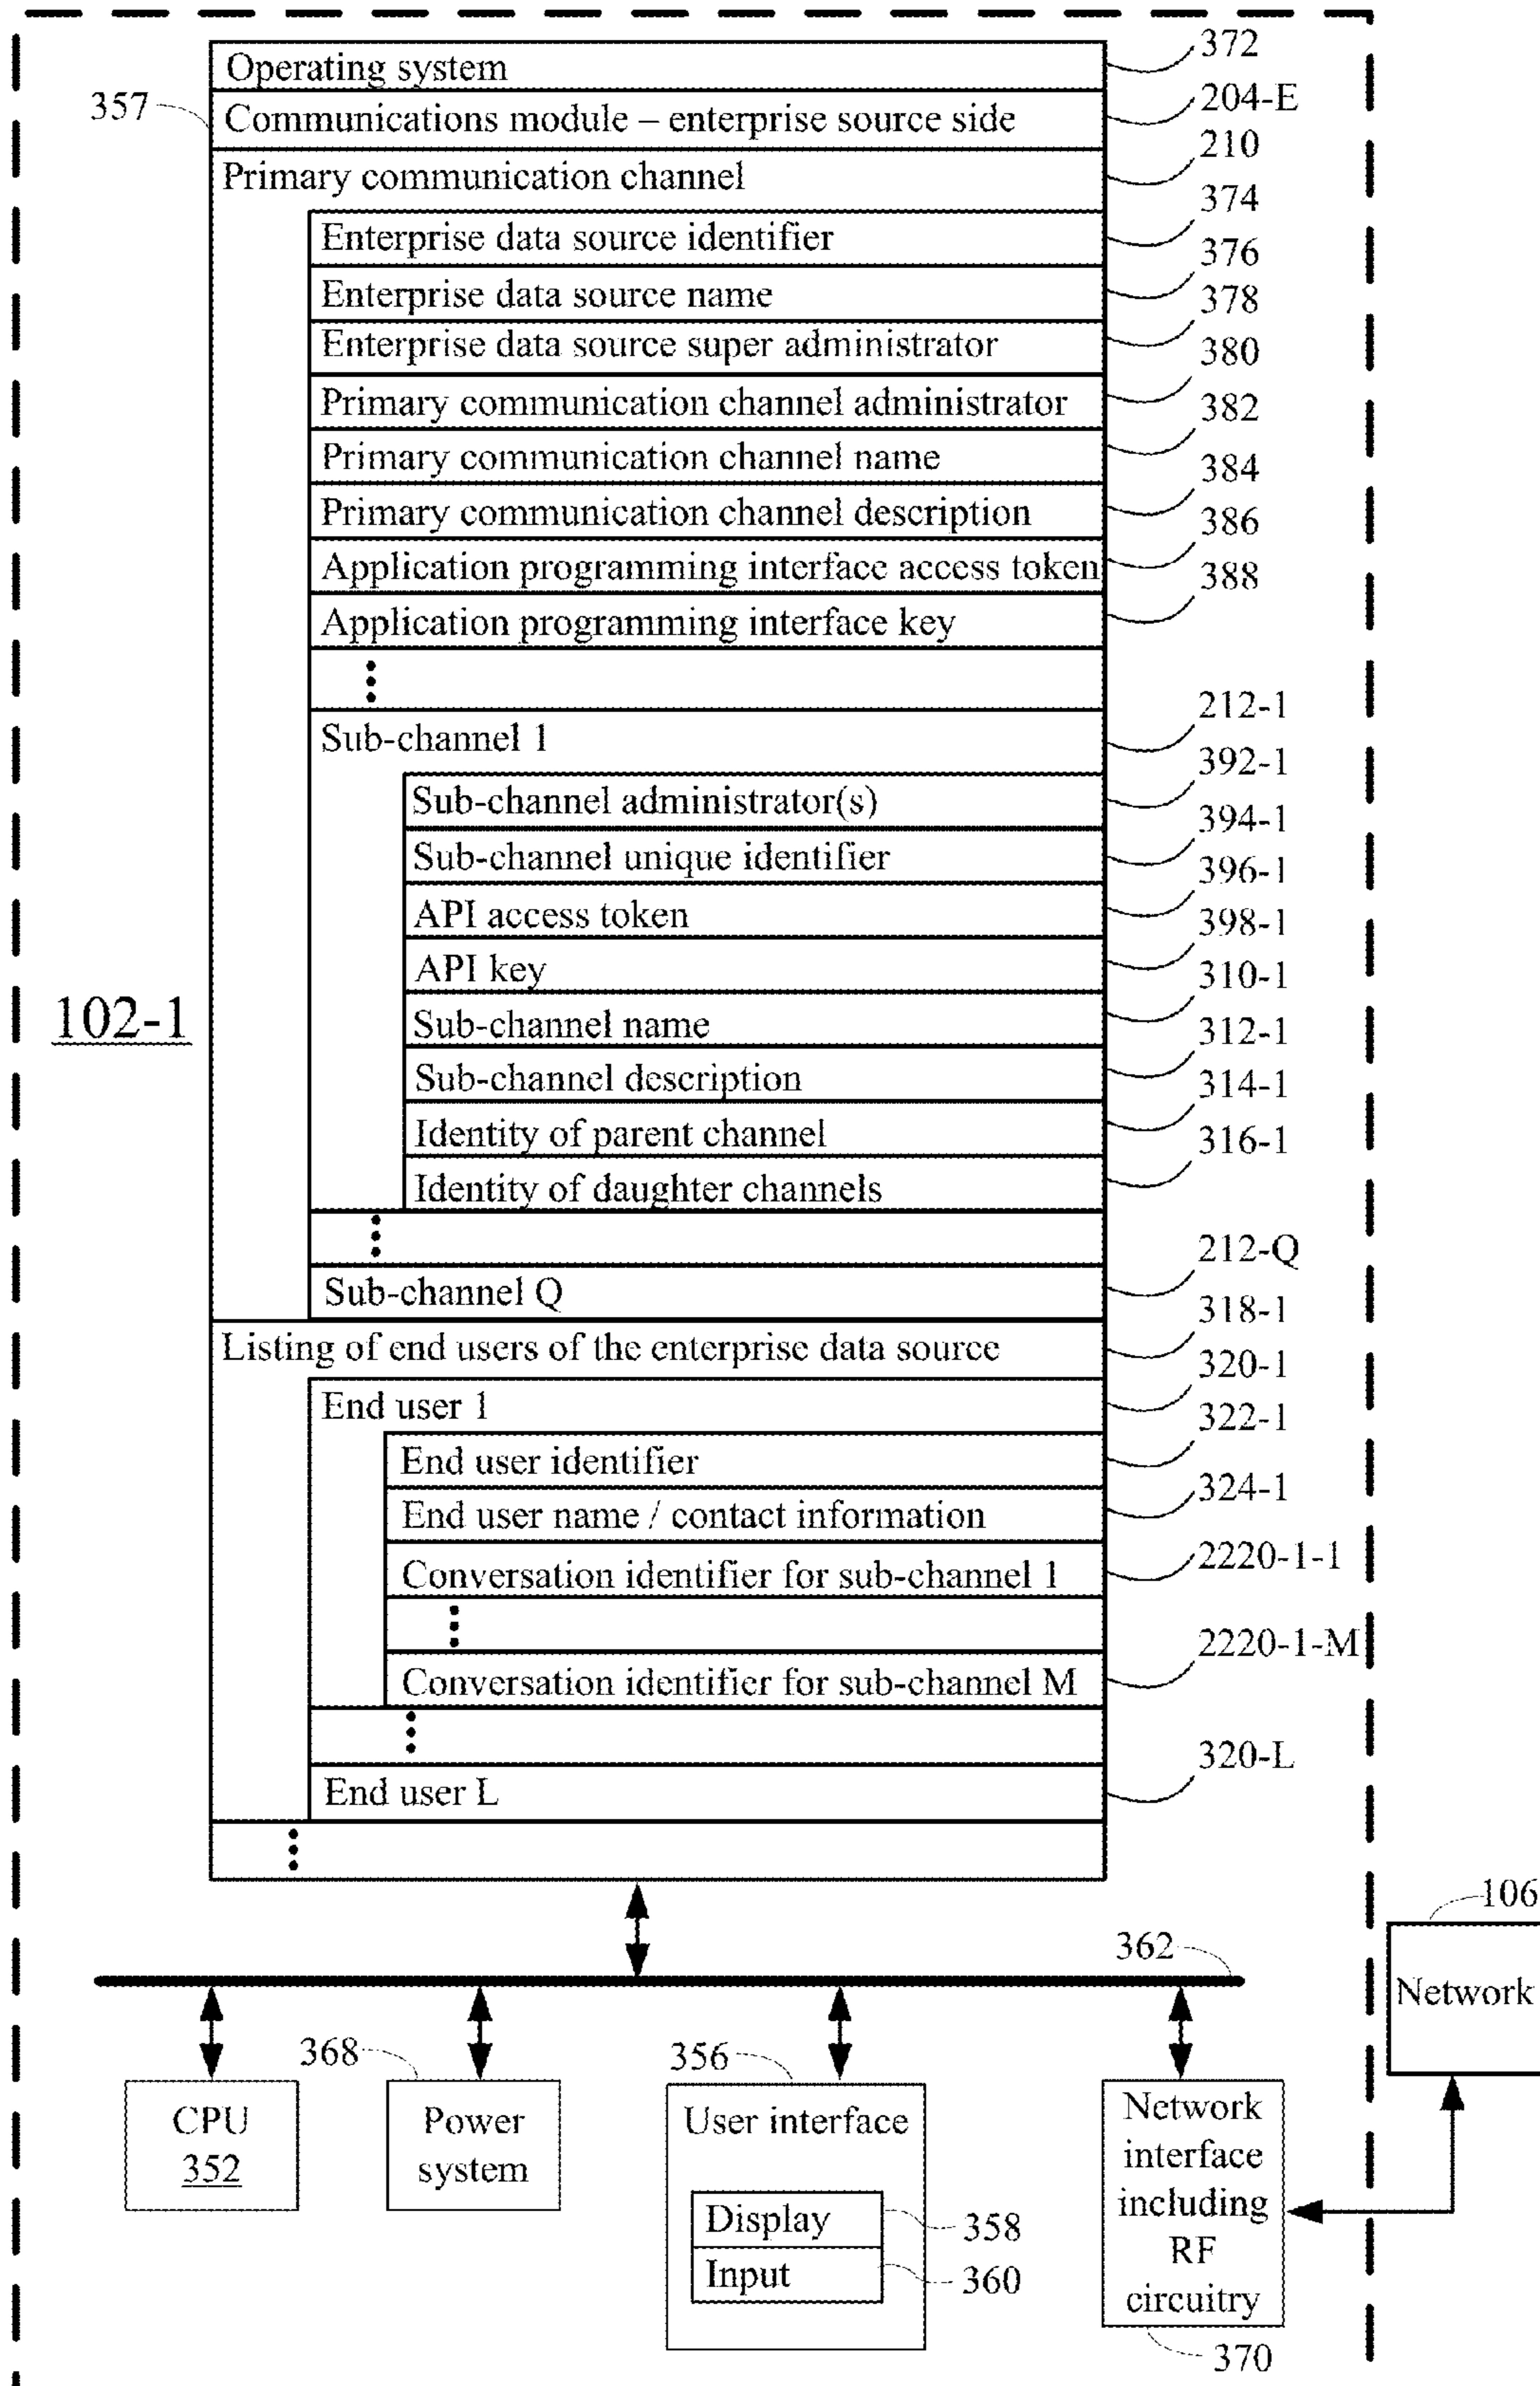 Operating system 372
357 Communications module – enterprise source side 204-E
Primary communication channel 210
Enterprise data source identifier 374
Enterprise data source name 376
Enterprise data source super administrator 378
Primary communication channel administrator 380
Primary communication channel name 382
Primary communication channel description 384
Application programming interface access token 386
Application programming interface key 388
Sub-channel 1 212-1
Sub-channel administrator(s) 392-1
Sub-channel unique identifier 394-1
API access token 396-1
API key 398-1
102-1
Sub-channel name 310-1
Sub-channel description 312-1
Identity of parent channel 314-1
Identity of daughter channels 316-1
Sub-channel Q 212-Q
Listing of end users of the enterprise data source 318-1
End user 1 320-1
End user identifier 322-1
End user name / contact information 324-1
Conversation identifier for sub-channel 1 2220-1-1
Conversation identifier for sub-channel M 2220-1-M
End user L 320-L
106
362
Network
368
356
CPU
352
Power
system
User interface
Display 358
Input 360
Network
interface
including
RF
circuitry
370